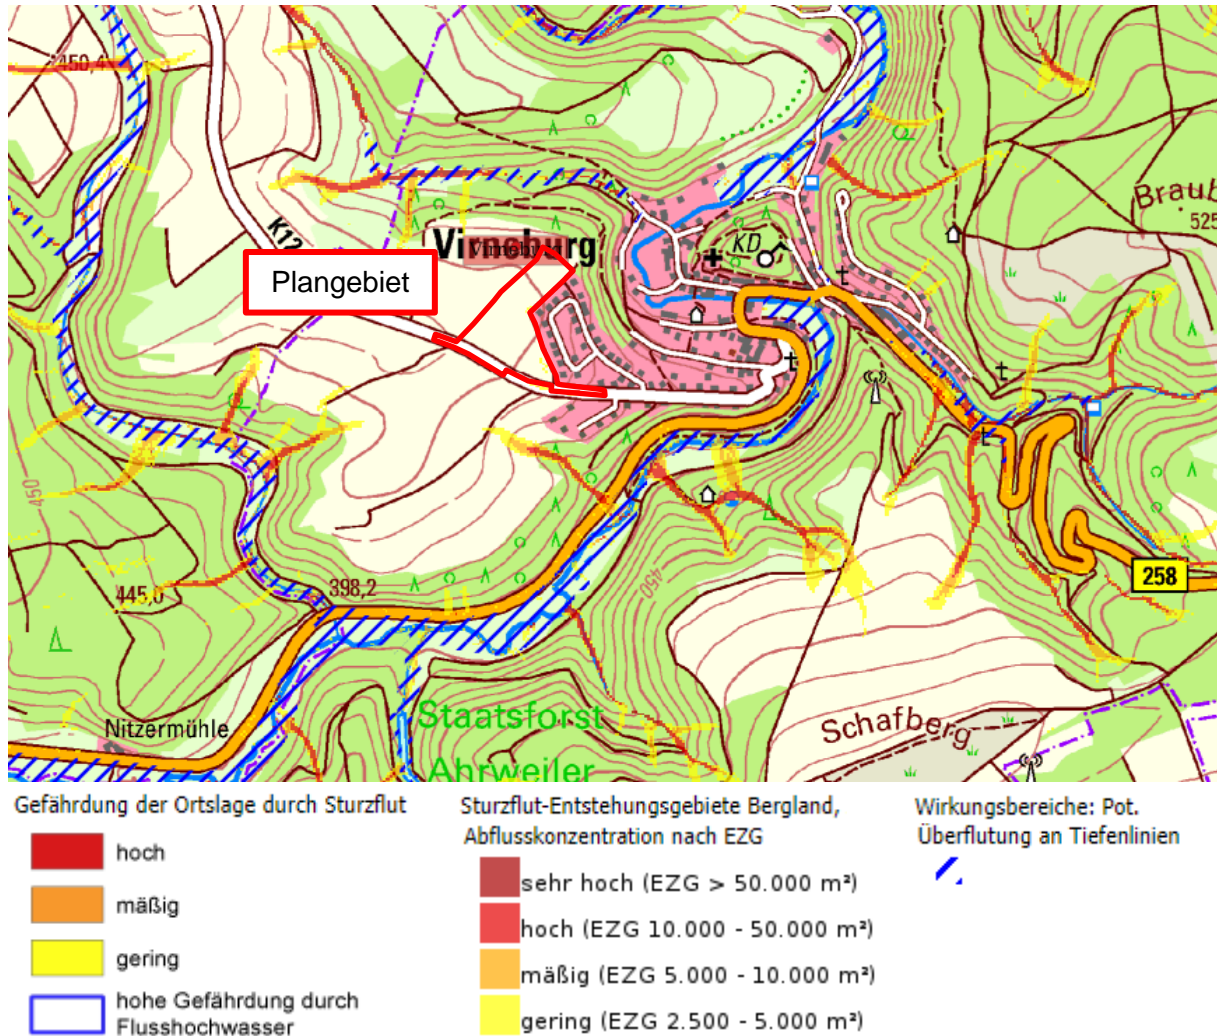 450,4
K12
Virneburg
Virneburg
KD
Braub
525
Plangebiet
450
258
450
445,0
398,2
Nitzermühle
Staatsforst
Ahrweiler
Schafberg
Gefährdung der Ortslage durch Sturzflut
hoch
mäßig
gering
hohe Gefährdung durch
Flusshochwasser
Sturzflut-Entstehungsgebiete Bergland,
Abflusskonzentration nach EZG
sehr hoch (EZG > 50.000 m²)
hoch (EZG 10.000 - 50.000 m²)
mäßig (EZG 5.000 - 10.000 m²)
gering (EZG 2.500 - 5.000 m²)
Wirkungsbereiche: Pot.
Überflutung an Tiefenlinien